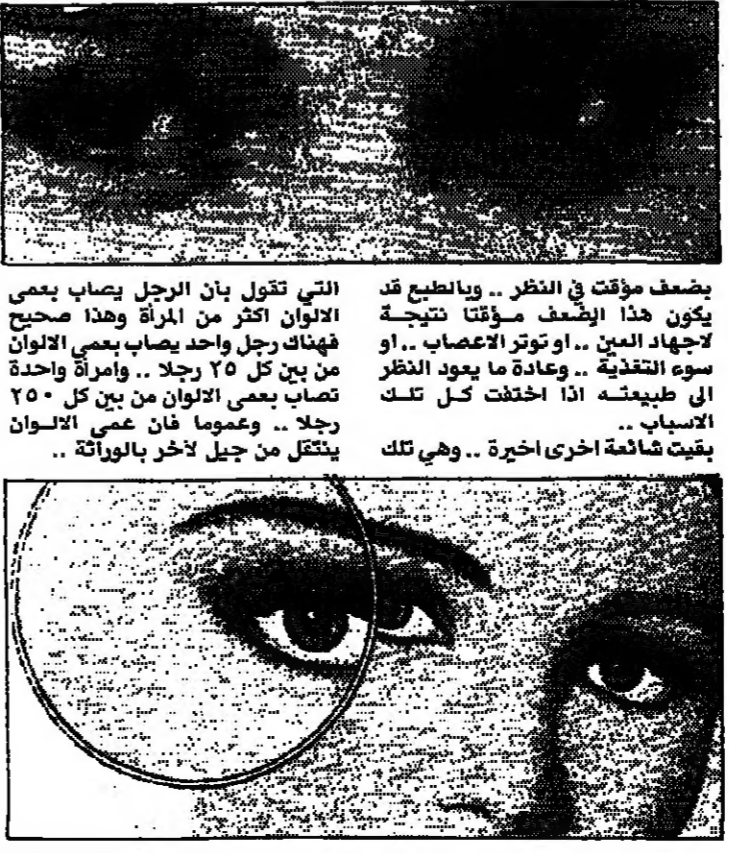 بضعف مؤقت في النظر .. وبالطبع قد
يكون هذا الضعف مؤقتا نتيجة
لاجهاد العين .. او توتر الاعصاب .. او
سوء التغذية .. وعادة ما يعود النظر
الى طبيعته اذا اختفت كل تلك
الاسباب ..
بقيت شائعة اخرى اخيرة .. وهي تلك
التي تقول بأن الرجل يصاب بعمى
الالوان اكثر من المرأة وهذا صحيح
فهناك رجل واحد يصاب بعمى الالوان
من بين كل ٢٥ رجلا .. وامرأة واحدة
تصاب بعمى الالوان من بين كل ٢٥٠
رجلا .. وعموما فان عمى الالوان
ينتقل من جيل لآخر بالوراثة ..